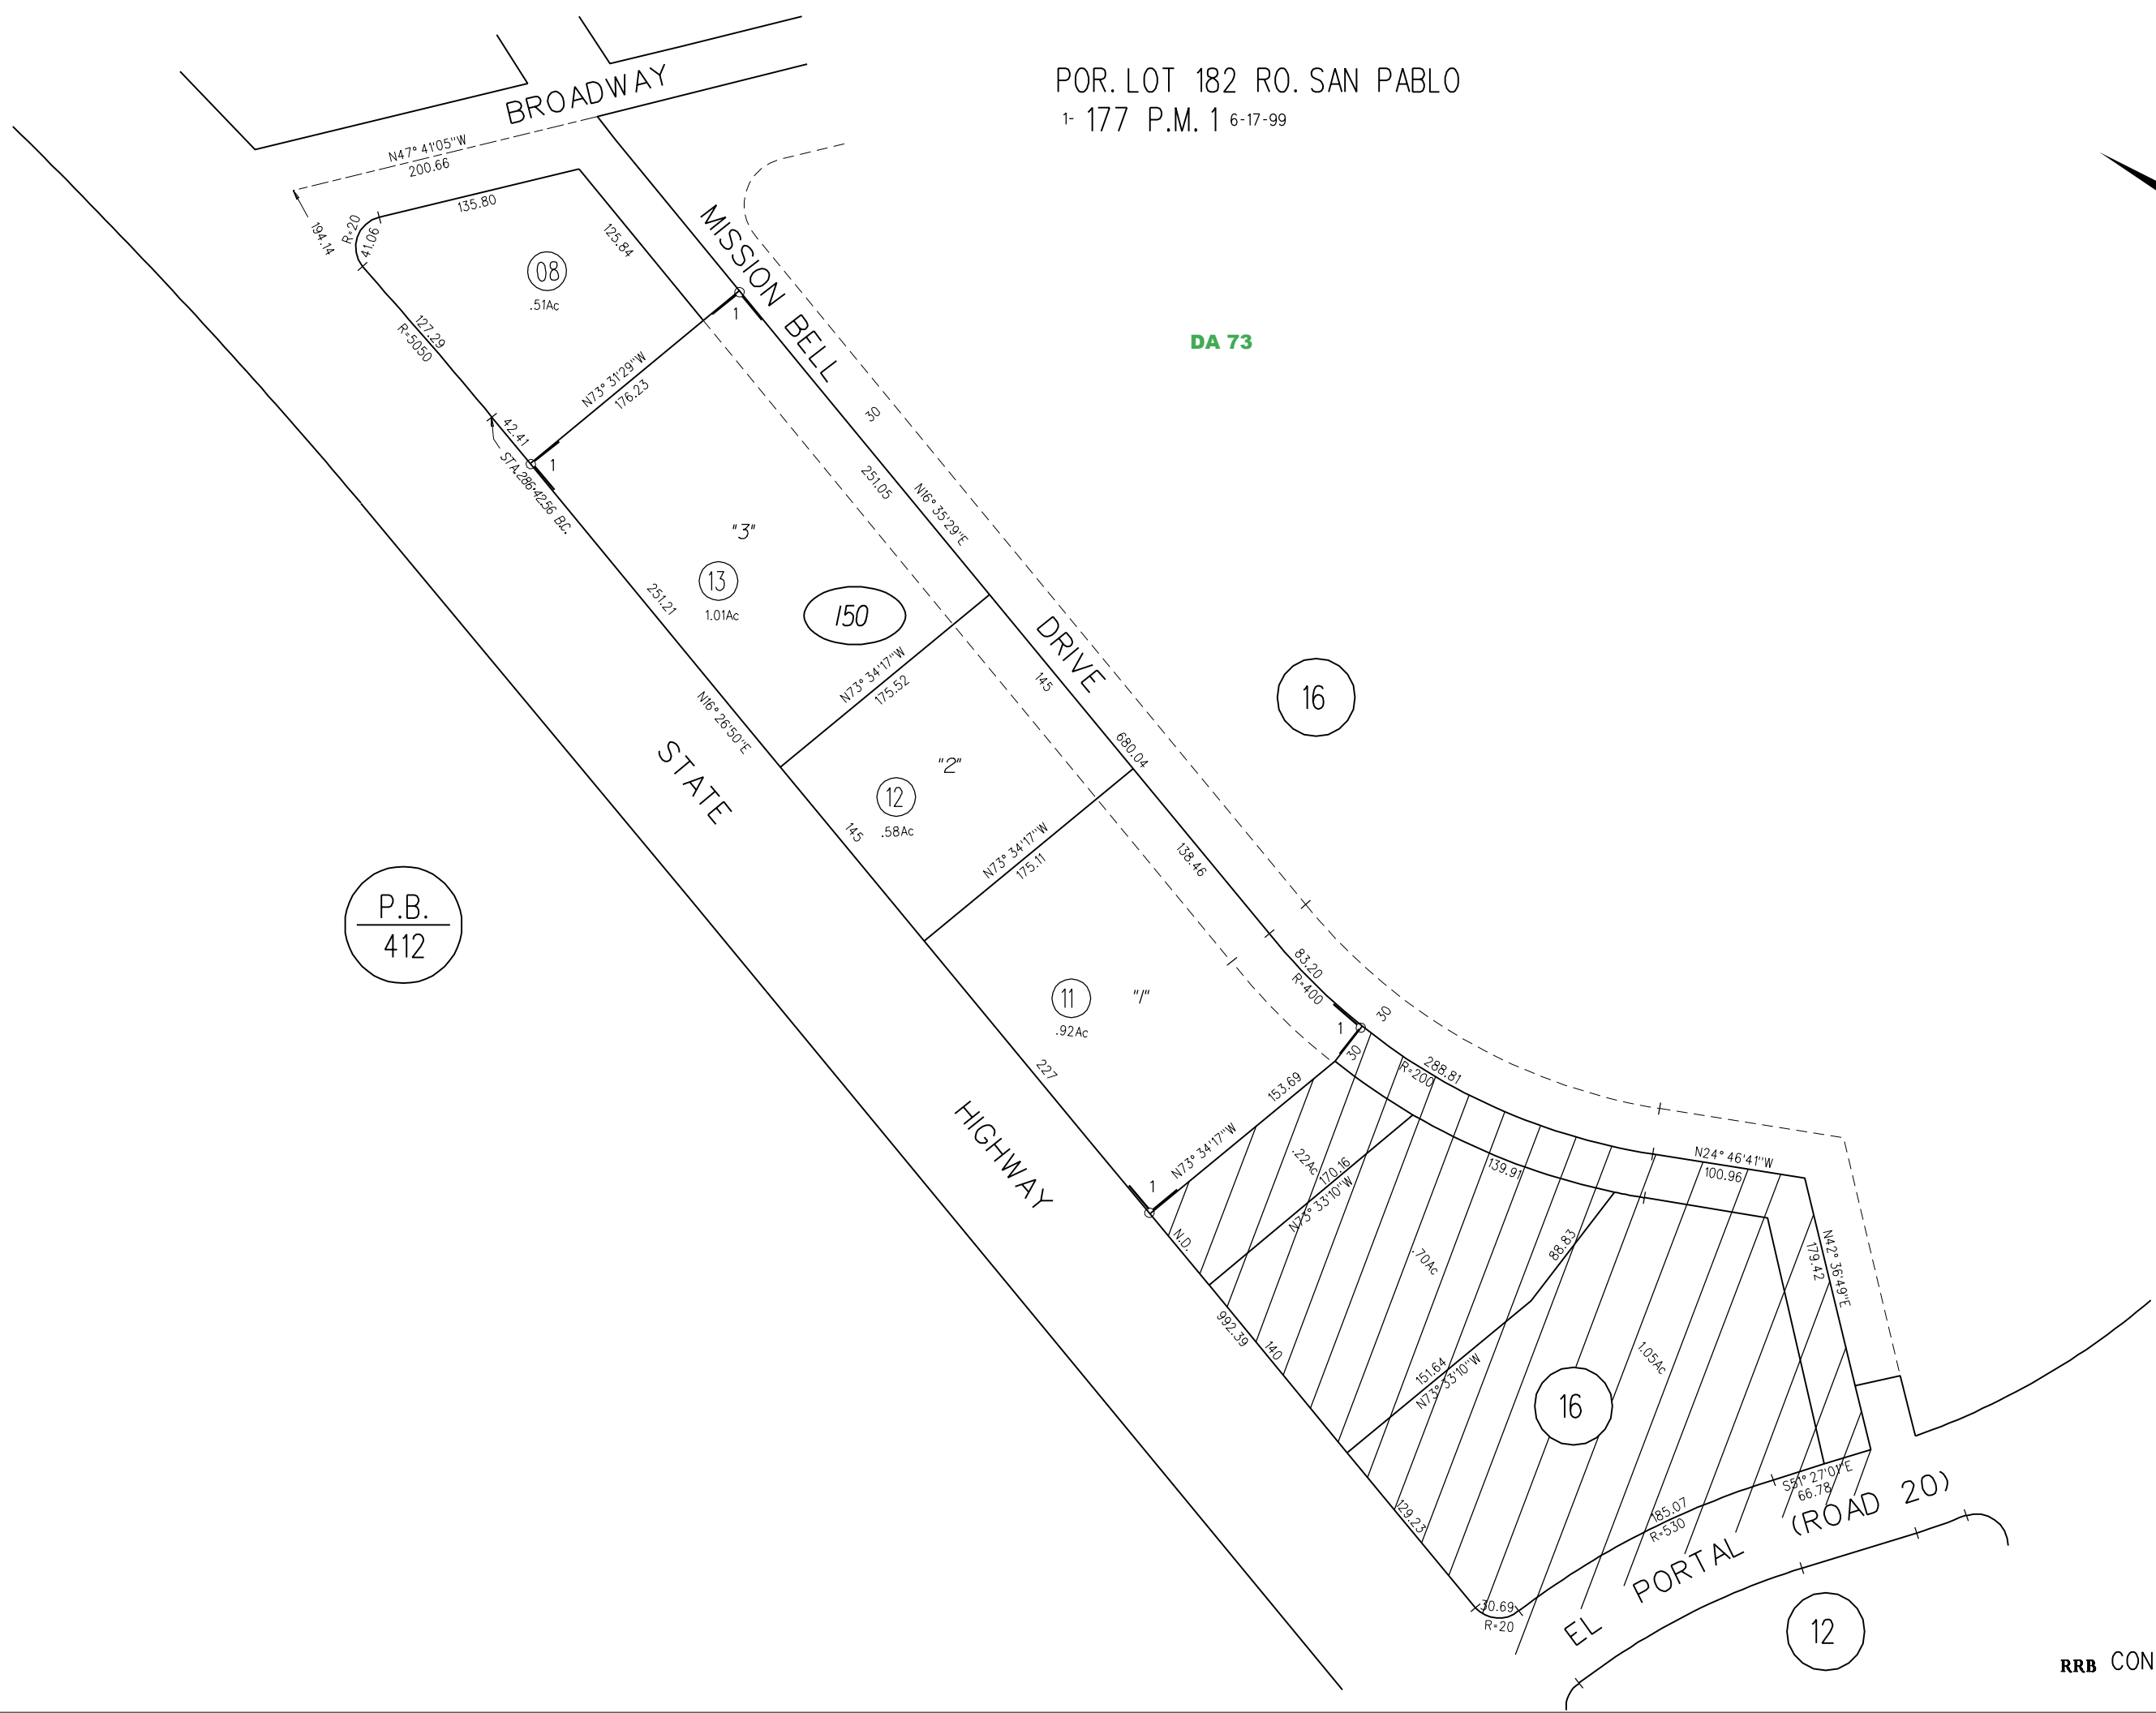 POR. LOT 182 RO. SAN PABLO
1- 177 P.M. 1 6-17-99
BROADWAY
N47° 41'05"W
200.66
194.14
R=20
41.06
135.80
125.84
08
.51Ac
127.29
R=5050
42.41
STA.286+42.56 B.C.
1
N73° 31'29"W
176.23
1
MISSION BELL DRIVE
DA 73
30
251.05
N16° 35'29"E
"3"
13
1.01Ac
150
251.21
N16° 26'50"E
N73° 34'17"W
175.52
145
680.04
16
STATE HIGHWAY
"2"
12
.58Ac
145
N73° 34'17"W
175.11
138.46
P.B.
412
83.20
R=400
11
"1"
.92Ac
227
1
30
30
288.81
R=200
153.69
N73° 34'17"W
1
N.D.
.22Ac
170.16
N73° 33'10"W
139.91
N24° 46'41"W
100.96
N42° 36'49"E
179.42
.70Ac
88.83
992.39
140
151.64
N73° 33'10"W
1.05Ac
16
129.23
S51° 27'01"E
66.78
185.07
R=530
30.69
R=20
EL PORTAL (ROAD 20)
12
RRB CON